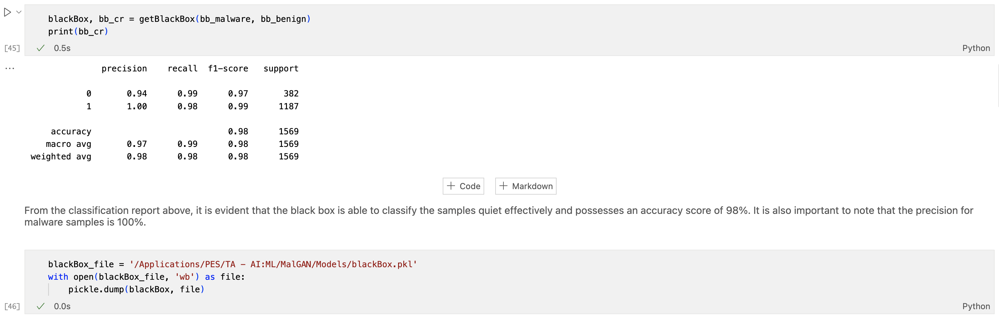 blackBox, bb_cr = getBlackBox(bb_malware, bb_benign)
print(bb_cr)
[45] 0.5s Python
precision recall f1-score support
0 0.94 0.99 0.97 382
1 1.00 0.98 0.99 1187
accuracy 0.98 1569
macro avg 0.97 0.99 0.98 1569
weighted avg 0.98 0.98 0.98 1569
+ Code + Markdown
From the classification report above, it is evident that the black box is able to classify the samples quiet effectively and possesses an accuracy score of 98%. It is also important to note that the precision for
malware samples is 100%.
blackBox_file = '/Applications/PES/TA - AI:ML/MalGAN/Models/blackBox.pkl'
with open(blackBox_file, 'wb') as file:
    pickle.dump(blackBox, file)
[46] 0.0s Python